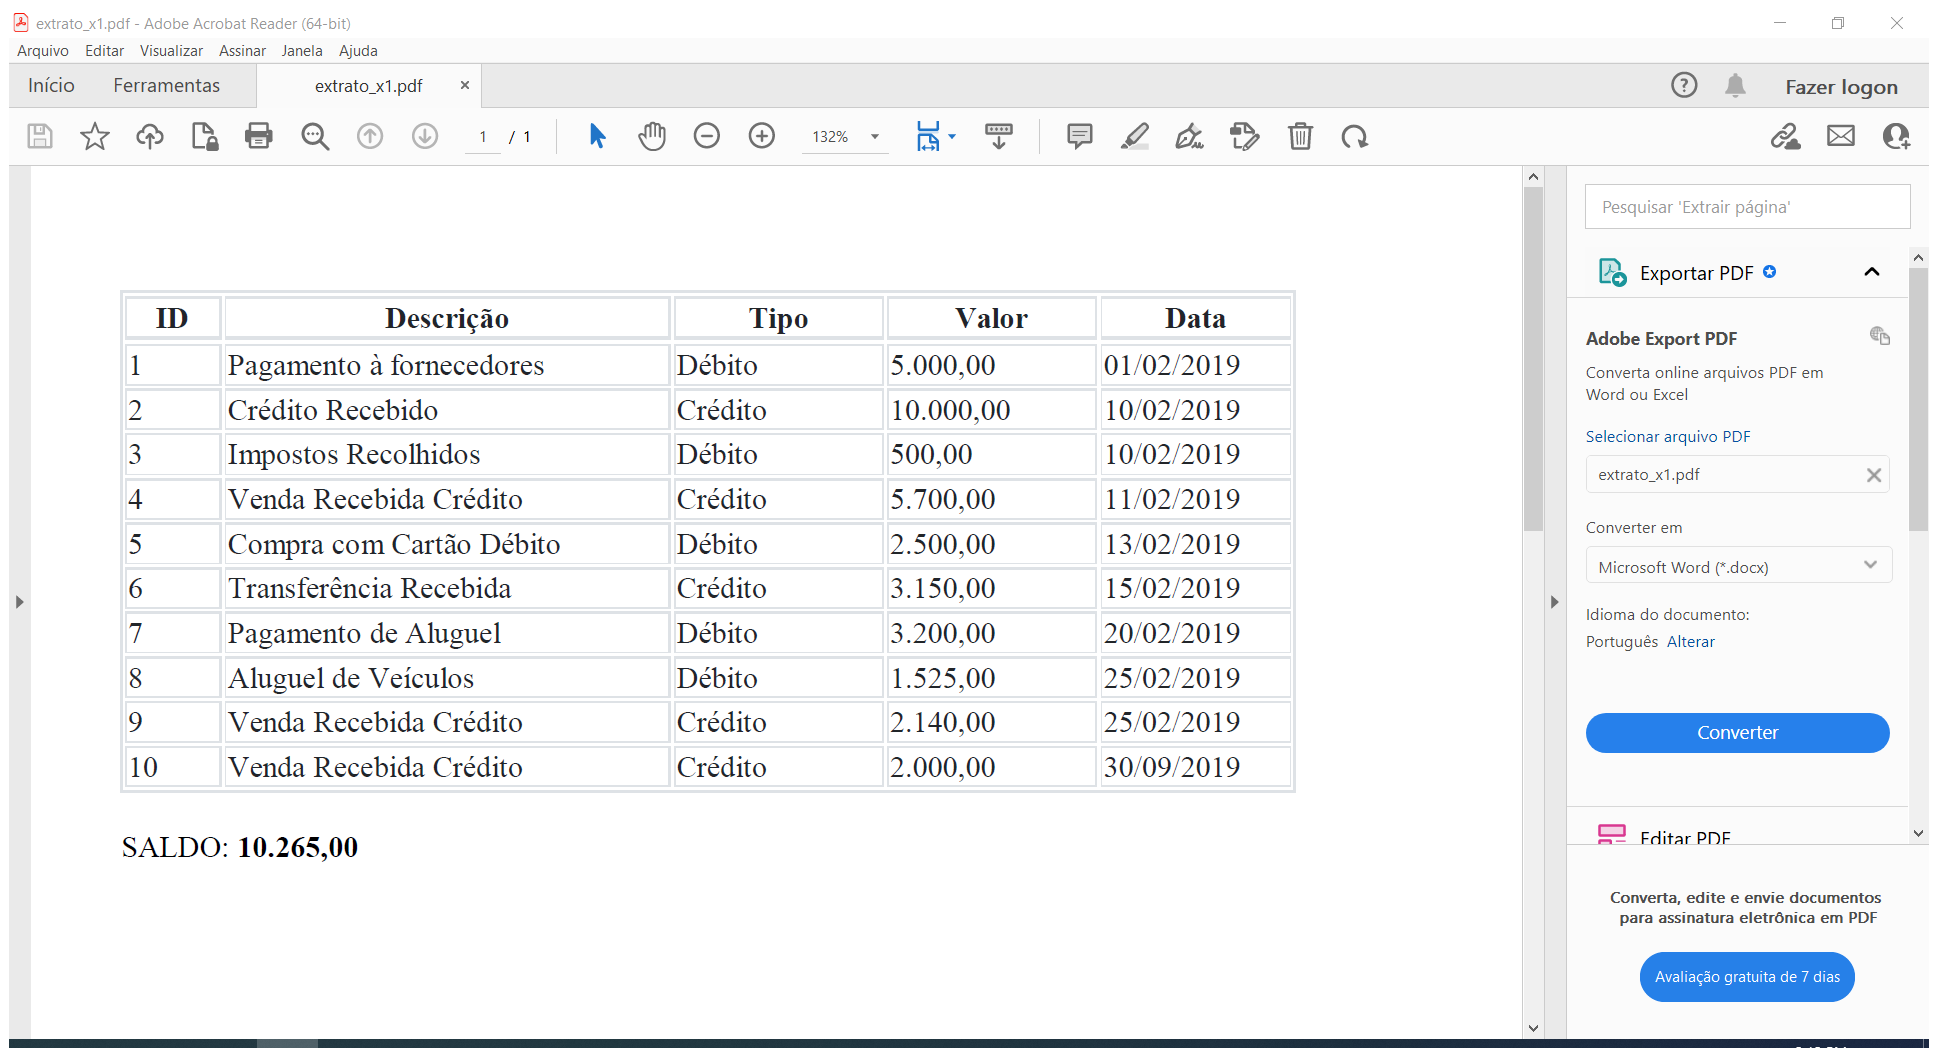 extrato_x1.pdf - Adobe Acrobat Reader (64-bit)
Arquivo Editar Visualizar Assinar Janela Ajuda
Início Ferramentas extrato_x1.pdf × Fazer logon
1 / 1 132%
Pesquisar 'Extrair página'
Exportar PDF
Adobe Export PDF
Converta online arquivos PDF em
Word ou Excel
Selecionar arquivo PDF
extrato_x1.pdf
Converter em
Microsoft Word (*.docx)
Idioma do documento:
Português Alterar
Converter
Editar PDF
Converta, edite e envie documentos
para assinatura eletrônica em PDF
Avaliação gratuita de 7 dias
ID Descrição Tipo Valor Data
1 Pagamento à fornecedores Débito 5.000,00 01/02/2019
2 Crédito Recebido Crédito 10.000,00 10/02/2019
3 Impostos Recolhidos Débito 500,00 10/02/2019
4 Venda Recebida Crédito Crédito 5.700,00 11/02/2019
5 Compra com Cartão Débito Débito 2.500,00 13/02/2019
6 Transferência Recebida Crédito 3.150,00 15/02/2019
7 Pagamento de Aluguel Débito 3.200,00 20/02/2019
8 Aluguel de Veículos Débito 1.525,00 25/02/2019
9 Venda Recebida Crédito Crédito 2.140,00 25/02/2019
10 Venda Recebida Crédito Crédito 2.000,00 30/09/2019
SALDO: 10.265,00